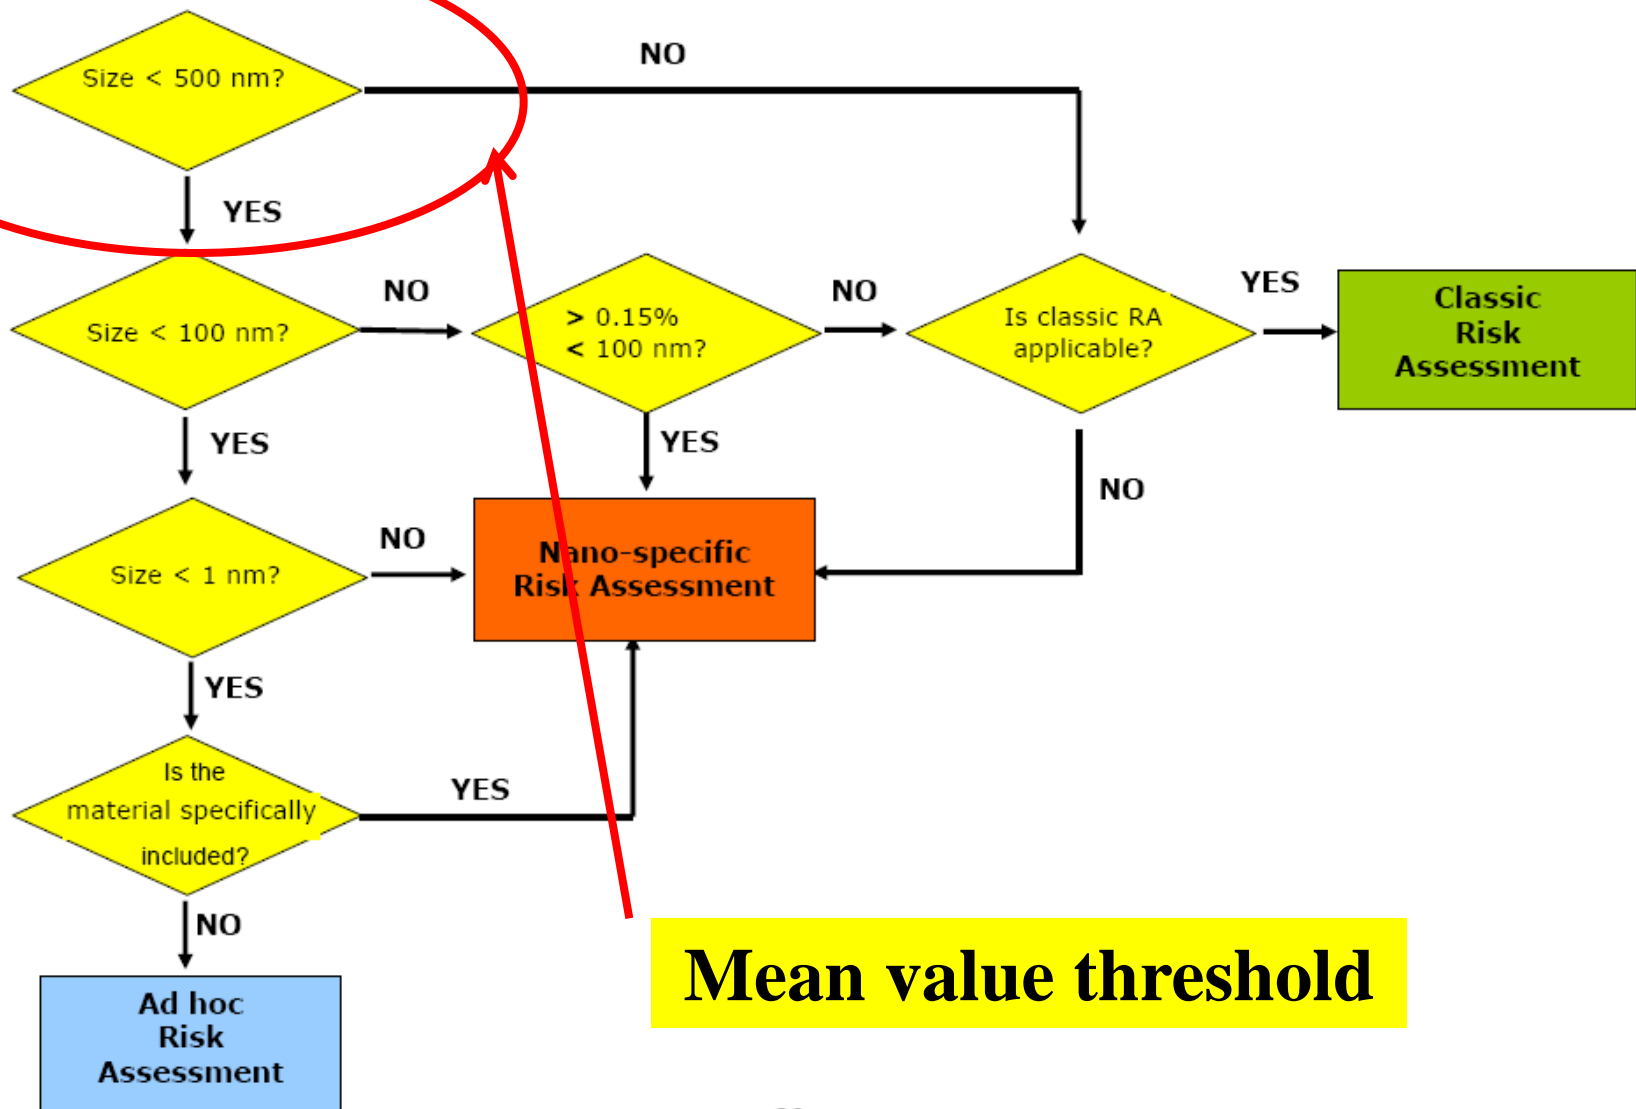 NO
Size < 500 nm?
YES
NO
NO
YES
Size < 100 nm?
> 0.15%
< 100 nm?
Is classic RA
applicable?
Classic
Risk
Assessment
YES
YES
NO
NO
Size < 1 nm?
Nano-specific
Risk Assessment
YES
Is the
material specifically
included?
YES
NO
Mean value threshold
Ad hoc
Risk
Assessment